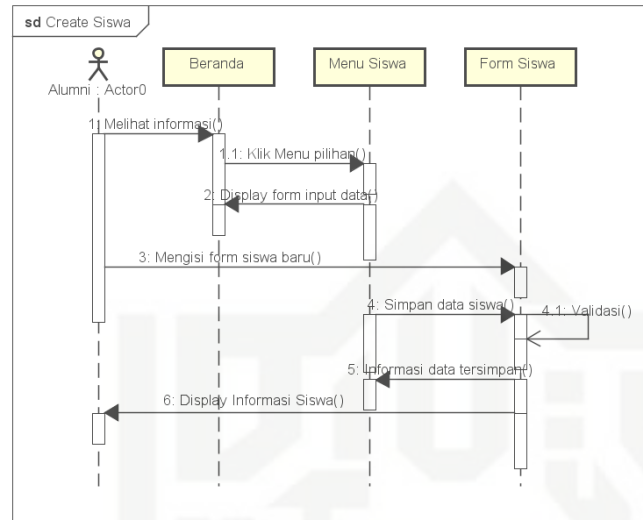 sd Create Siswa
Alumni : Actor0
Beranda
Menu Siswa
Form Siswa
1: Melihat informasi()
1.1: Klik Menu pilihan()
2: Display form input data()
3: Mengisi form siswa baru()
4: Simpan data siswa()
4.1: Validasi()
5: Informasi data tersimpan()
6: Display Informasi Siswa()